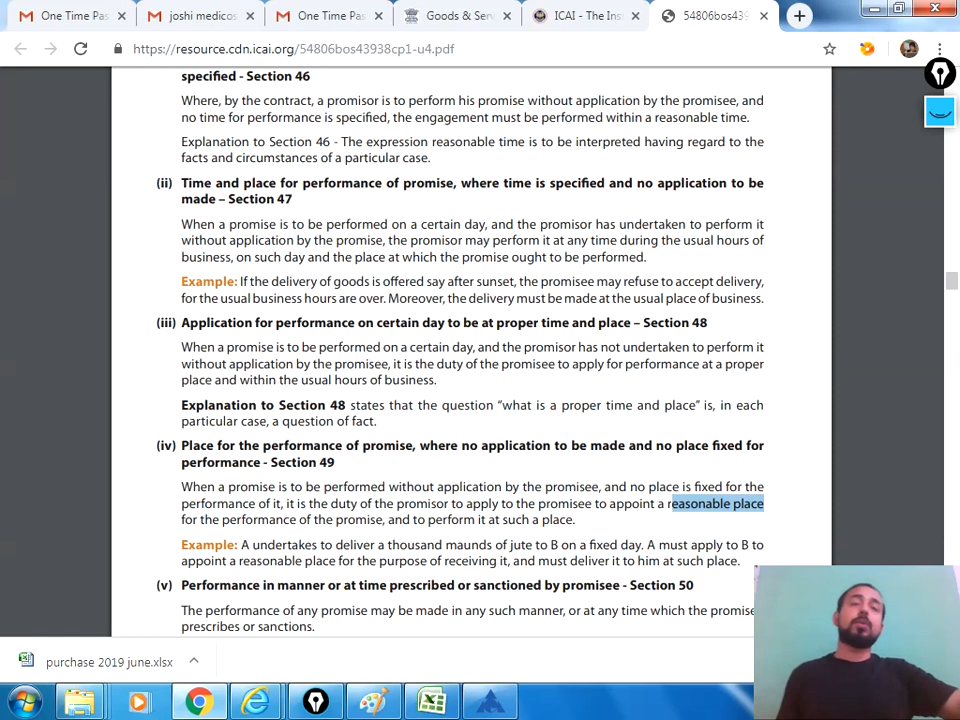 One Time Pas
joshi medicos
One Time Pas
Goods & Serv
ICAI - The Ins
54806bos439
https://resource.cdn.icai.org/54806bos43938cp1-u4.pdf
specified - Section 46
Where, by the contract, a promisor is to perform his promise without application by the promisee, and
no time for performance is specified, the engagement must be performed within a reasonable time.
Explanation to Section 46 - The expression reasonable time is to be interpreted having regard to the
facts and circumstances of a particular case.
(ii) Time and place for performance of promise, where time is specified and no application to be
made – Section 47
When a promise is to be performed on a certain day, and the promisor has undertaken to perform it
without application by the promise, the promisor may perform it at any time during the usual hours of
business, on such day and the place at which the promise ought to be performed.
Example: If the delivery of goods is offered say after sunset, the promisee may refuse to accept delivery,
for the usual business hours are over. Moreover, the delivery must be made at the usual place of business.
(iii) Application for performance on certain day to be at proper time and place – Section 48
When a promise is to be performed on a certain day, and the promisor has not undertaken to perform it
without application by the promisee, it is the duty of the promisee to apply for performance at a proper
place and within the usual hours of business.
Explanation to Section 48 states that the question “what is a proper time and place” is, in each
particular case, a question of fact.
(iv) Place for the performance of promise, where no application to be made and no place fixed for
performance - Section 49
When a promise is to be performed without application by the promisee, and no place is fixed for the
performance of it, it is the duty of the promisor to apply to the promisee to appoint a reasonable place
for the performance of the promise, and to perform it at such a place.
Example: A undertakes to deliver a thousand maunds of jute to B on a fixed day. A must apply to B to
appoint a reasonable place for the purpose of receiving it, and must deliver it to him at such place.
(v) Performance in manner or at time prescribed or sanctioned by promisee - Section 50
The performance of any promise may be made in any such manner, or at any time which the promise
prescribes or sanctions.
purchase 2019 june.xlsx